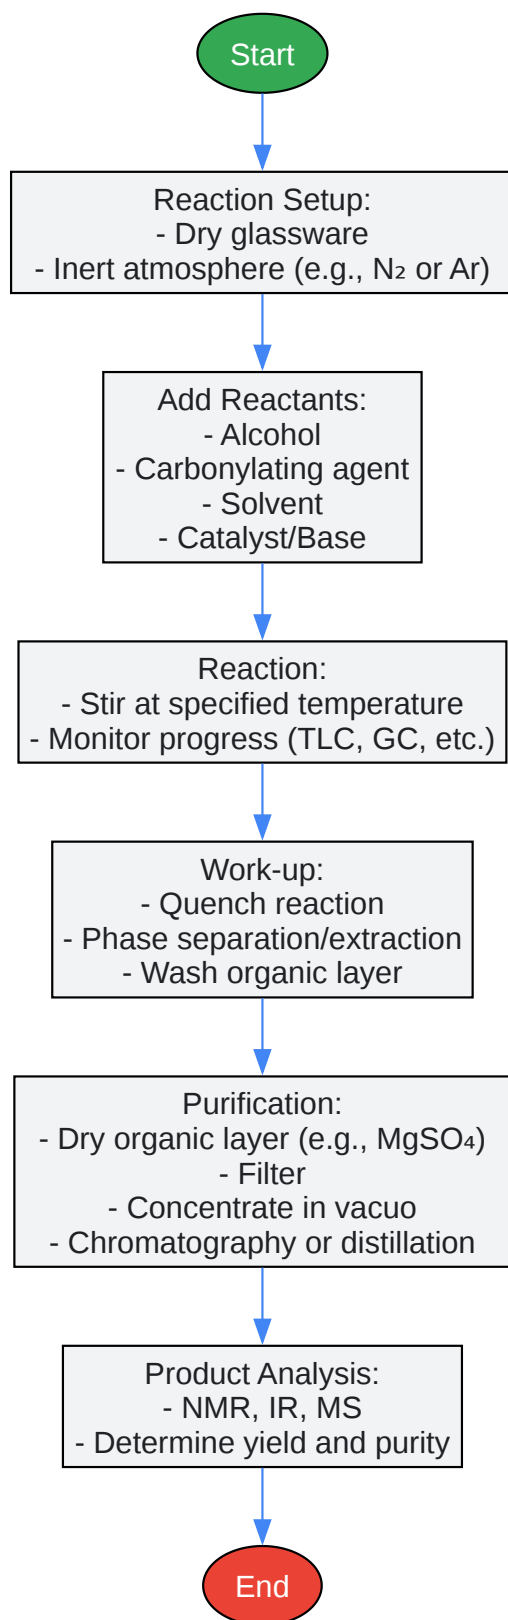 Start
Reaction Setup:
- Dry glassware
- Inert atmosphere (e.g., N₂ or Ar)
Add Reactants:
- Alcohol
- Carbonylating agent
- Solvent
- Catalyst/Base
Reaction:
- Stir at specified temperature
- Monitor progress (TLC, GC, etc.)
Work-up:
- Quench reaction
- Phase separation/extraction
- Wash organic layer
Purification:
- Dry organic layer (e.g., MgSO₄)
- Filter
- Concentrate in vacuo
- Chromatography or distillation
Product Analysis:
- NMR, IR, MS
- Determine yield and purity
End